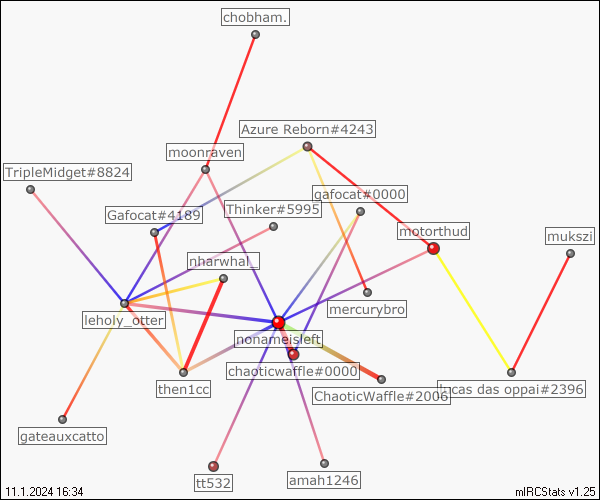 chobham.
Azure Reborn#4243
moonraven
TripleMidget#8824
gafocat#0000
Thinker#5995
Gafocat#4189
motorthud
mukszi
nharwhal_
mercurybro
leholy_otter
nonameisleft
chaoticwaffle#0000
then1cc
ChaoticWaffle#2006
lucas das oppai#2396
gateauxcatto
tt532
amah1246
11.1.2024 16:34
mIRCStats v1.25